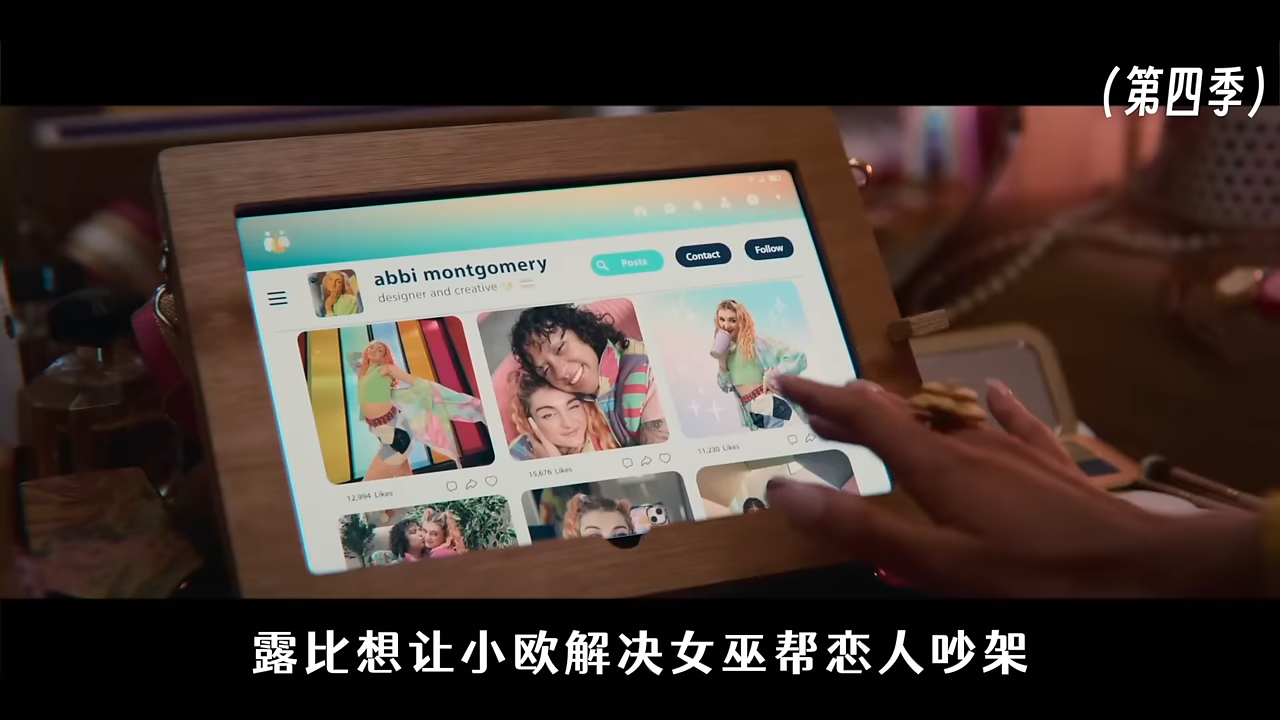 （第四季）
abbi montgomery
designer and creative
Posts
Contact
Follow
12,994 Likes
15,676 Likes
11,230 Likes
露比想让小欧解决女巫帮恋人吵架